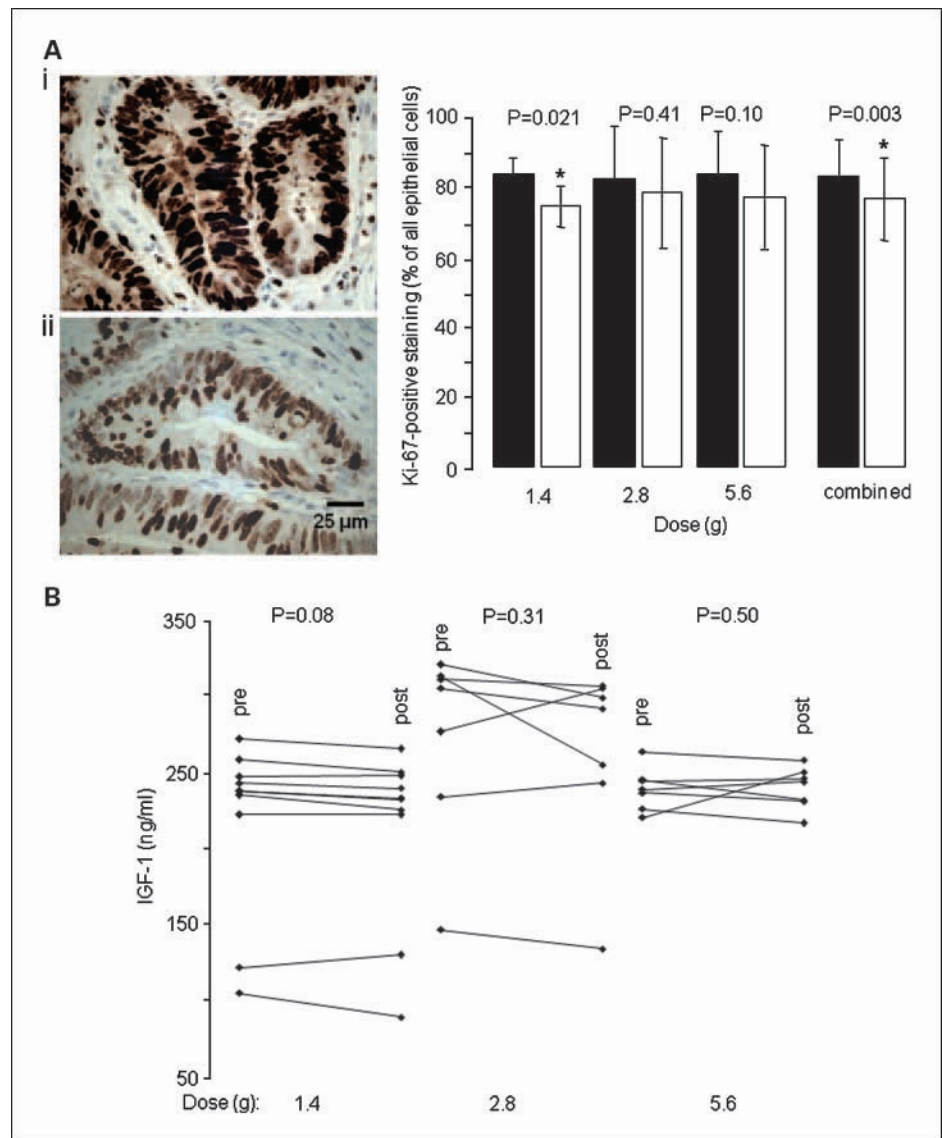 A
i
ii
25 µm
Ki-67-positive staining (% of all epithelial cells)
100
80
60
40
20
0
P=0.021
P=0.41
P=0.10
P=0.003
*
*
1.4
2.8
5.6
combined
Dose (g)
B
IGF-1 (ng/ml)
350
250
150
50
P=0.08
P=0.31
P=0.50
pre
post
pre
post
pre
post
Dose (g):
1.4
2.8
5.6